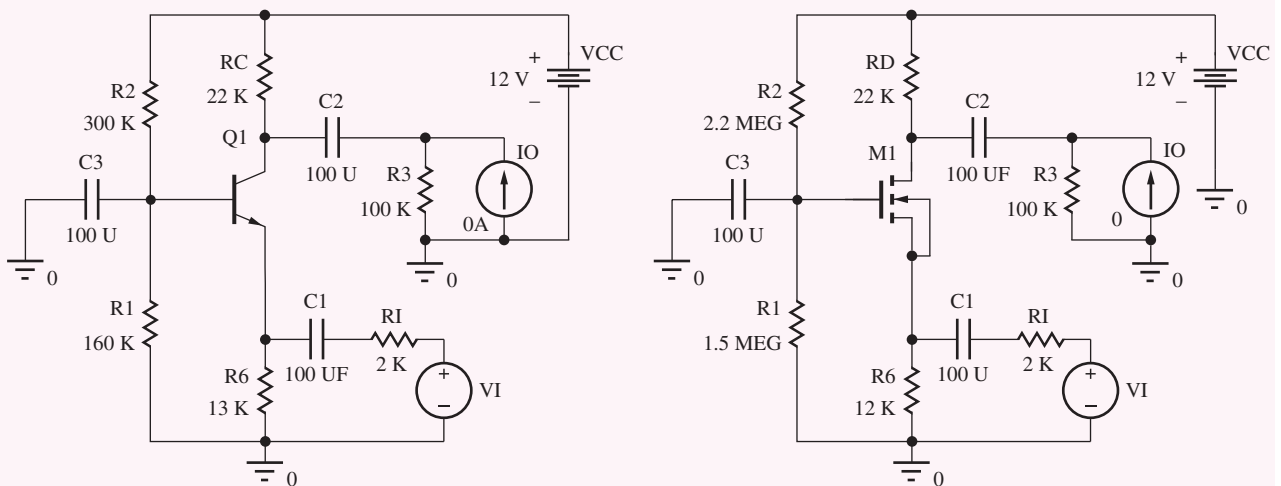 RC
22 K
R2
300 K
Q1
C2
100 U
C3
100 U
0
R3
100 K
IO
0A
0
+
12 V
–
VCC
R1
160 K
C1
100 UF
RI
2 K
R6
13 K
+
–
VI
0
RD
22 K
R2
2.2 MEG
M1
C2
100 UF
C3
100 U
0
R3
100 K
IO
0
0
+
12 V
–
VCC
0
R1
1.5 MEG
C1
100 U
RI
2 K
R6
12 K
+
–
VI
0